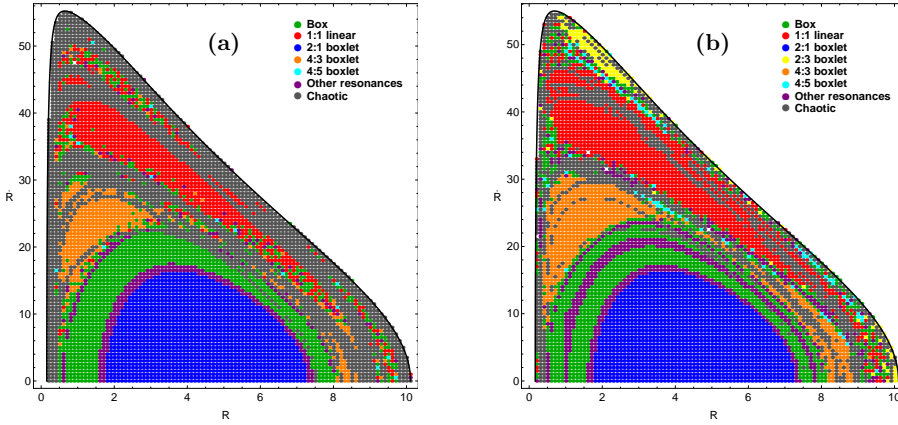 (a)
Box
1:1 linear
2:1 boxlet
4:3 boxlet
4:5 boxlet
Other resonances
Chaotic
50
40
30
20
10
0
Ṙ
0
2
4
6
8
10
R
(b)
Box
1:1 linear
2:1 boxlet
2:3 boxlet
4:3 boxlet
4:5 boxlet
Other resonances
Chaotic
50
40
30
20
10
0
Ṙ
0
2
4
6
8
10
R